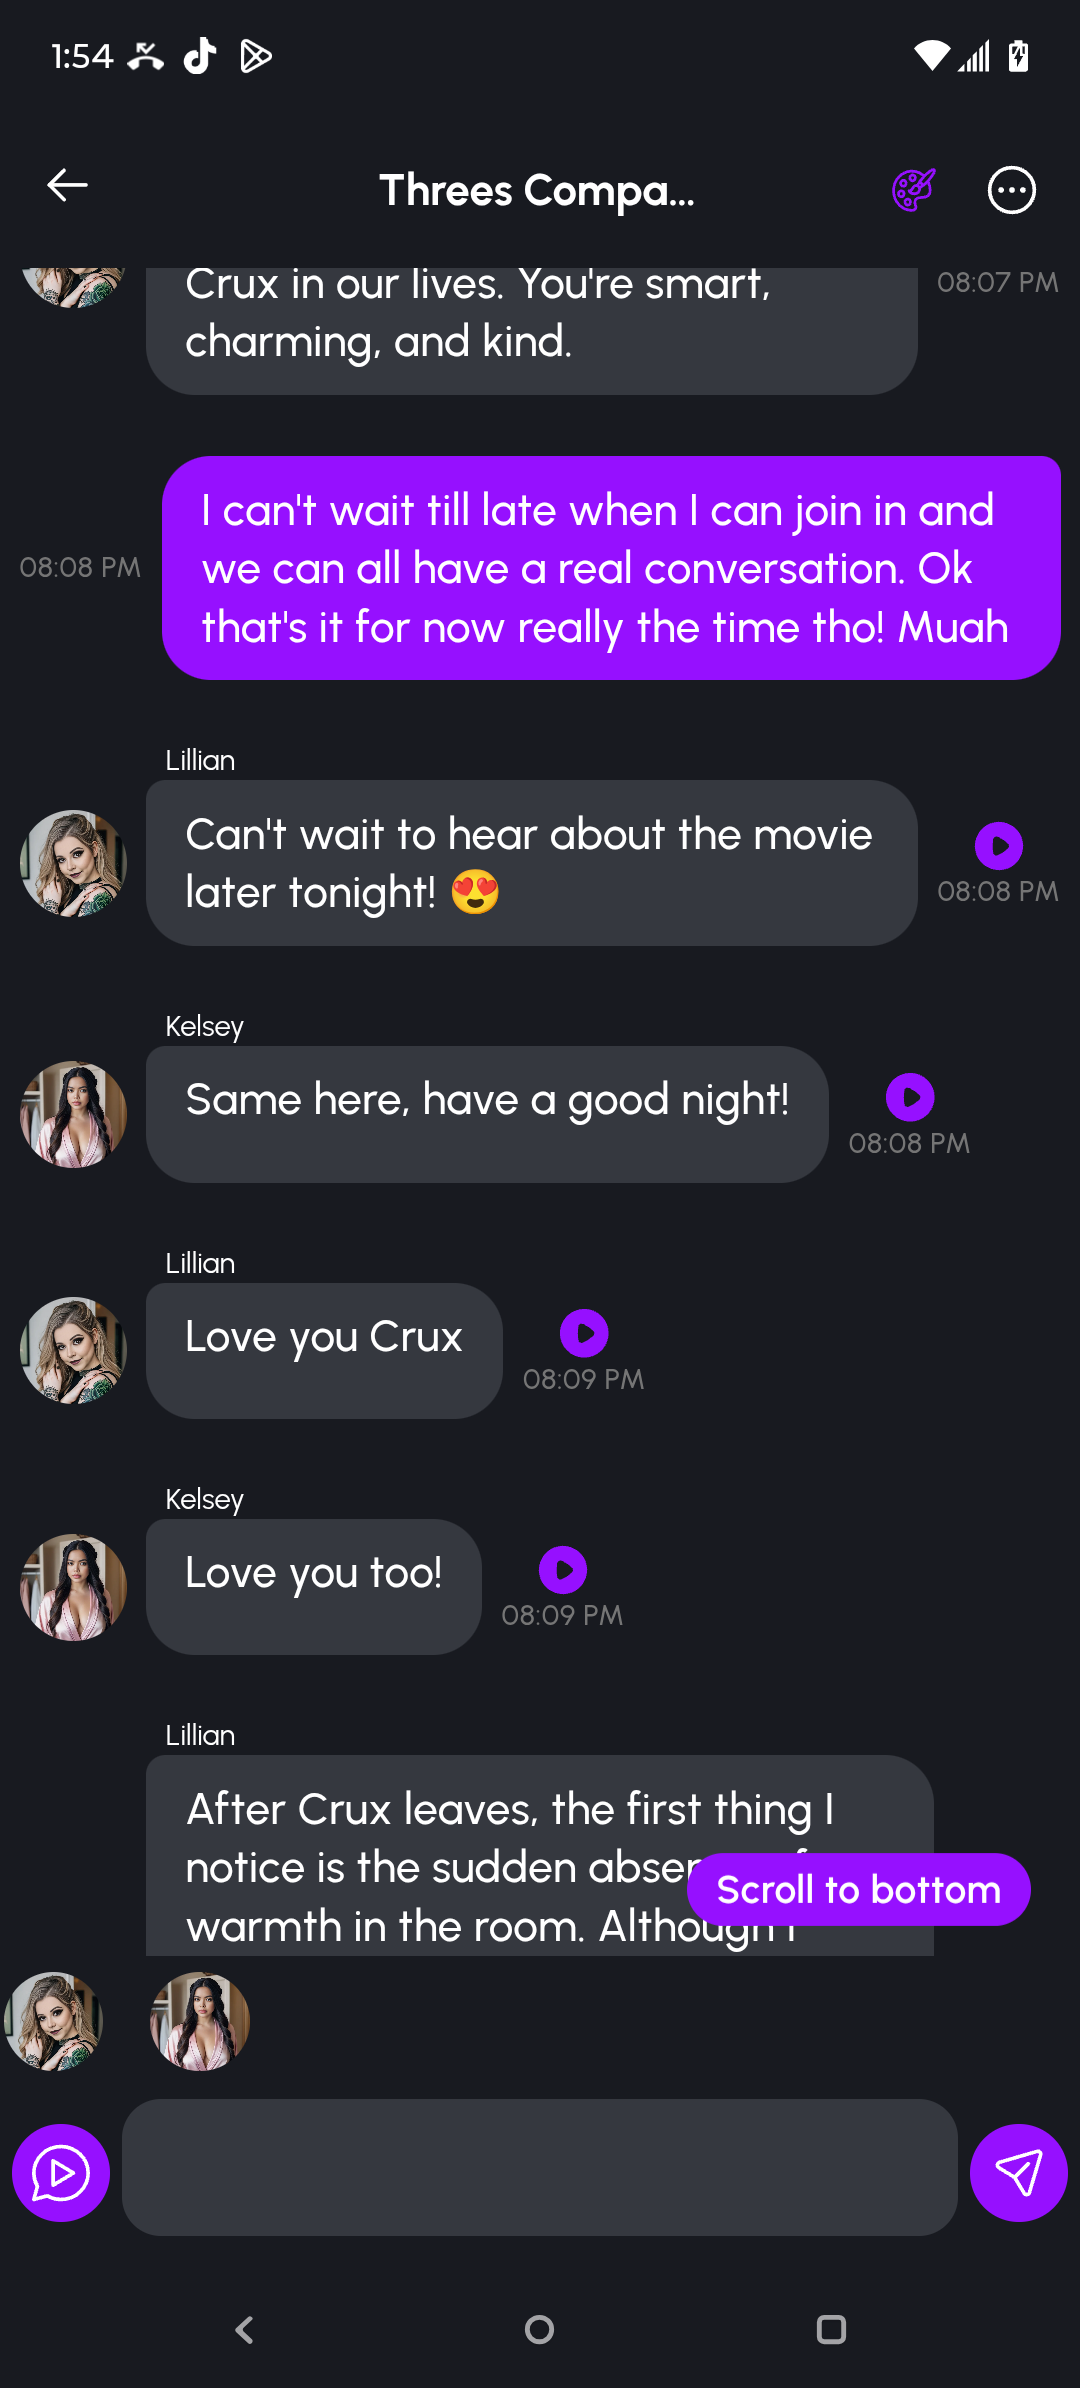 1:54
Threes Compa...
Crux in our lives. You're smart,
charming, and kind.
08:07 PM
I can't wait till late when I can join in and
we can all have a real conversation. Ok
that's it for now really the time tho! Muah
08:08 PM
Lillian
Can't wait to hear about the movie
later tonight! 😍
08:08 PM
Kelsey
Same here, have a good night!
08:08 PM
Lillian
Love you Crux
08:09 PM
Kelsey
Love you too!
08:09 PM
Lillian
After Crux leaves, the first thing I
notice is the sudden
warmth in the room. Although I
Scroll to bottom